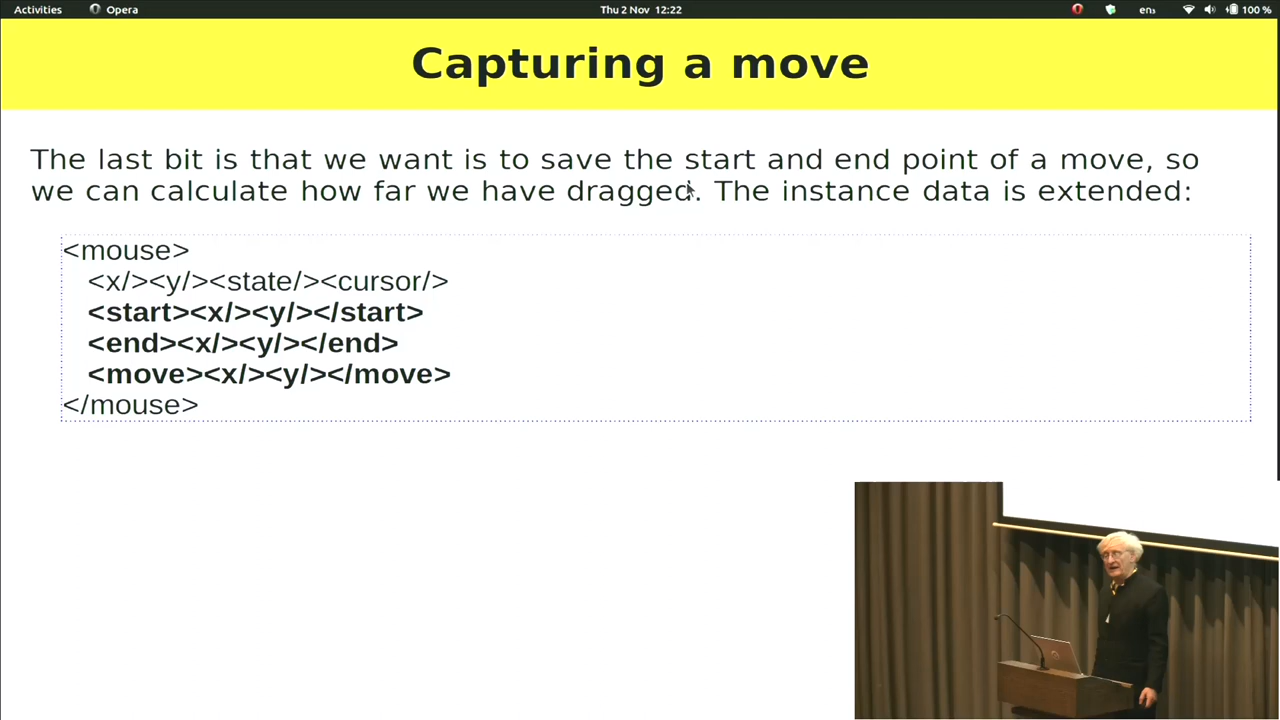 Activities Opera Thu 2 Nov 12:22 en₃ 100 %
Capturing a move
The last bit is that we want is to save the start and end point of a move, so
we can calculate how far we have dragged. The instance data is extended:
<mouse>
<x/><y/><state/><cursor/>
<start><x/><y/></start>
<end><x/><y/></end>
<move><x/><y/></move>
</mouse>